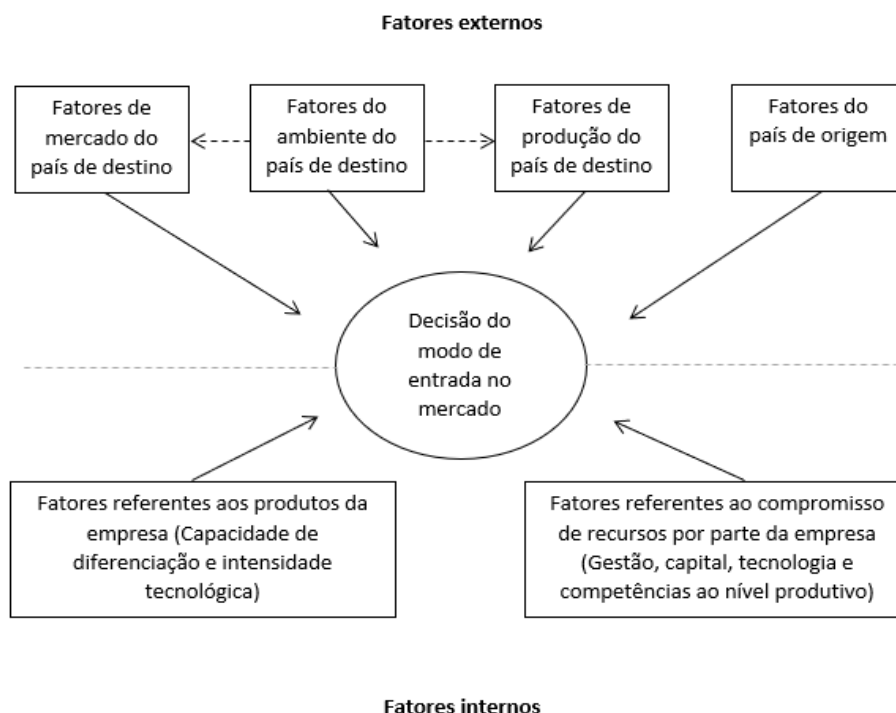 Fatores externos
Fatores de
mercado do
país de destino
Fatores do
ambiente do
país de destino
Fatores de
produção do
país de destino
Fatores do
país de origem
Decisão do
modo de
entrada no
mercado
Fatores referentes aos produtos da
empresa (Capacidade de
diferenciação e intensidade
tecnológica)
Fatores referentes ao compromisso
de recursos por parte da empresa
(Gestão, capital, tecnologia e
competências ao nível produtivo)
Fatores internos